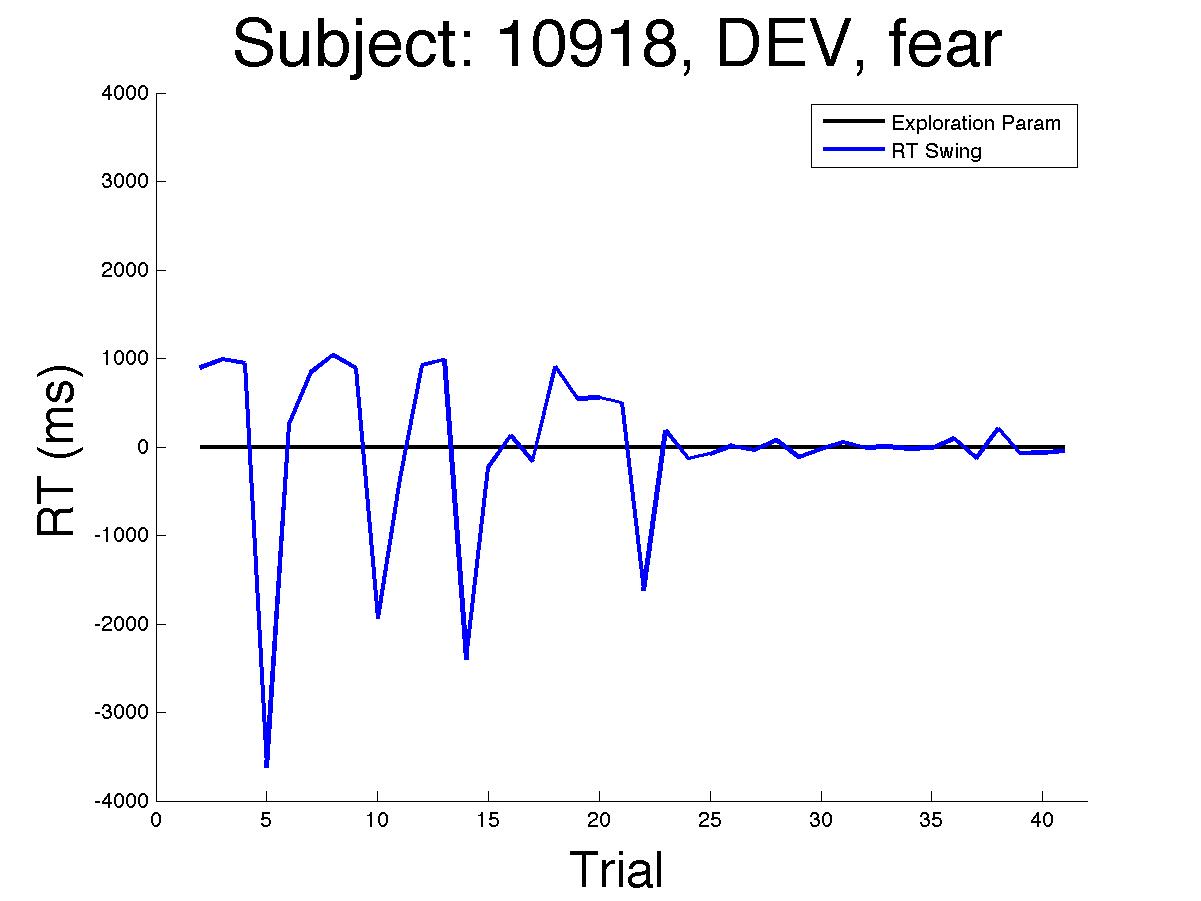 Subject: 10918, DEV, fear
4000
3000
2000
1000
0
-1000
-2000
-3000
-4000
RT (ms)
Exploration Param
RT Swing
0 5 10 15 20 25 30 35 40
Trial